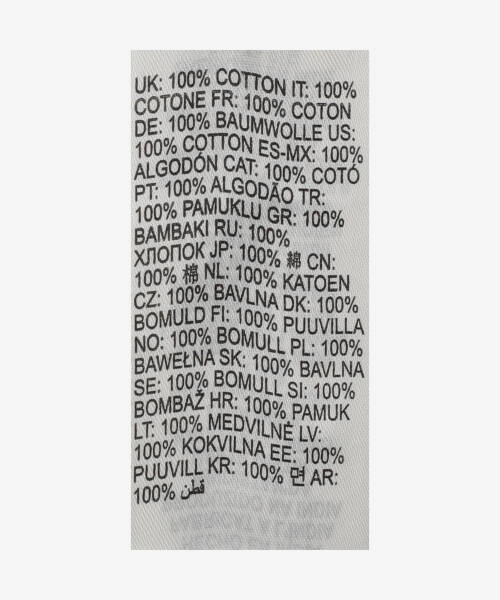 UK: 100% COTTON IT: 100%
COTONE FR: 100% COTON
DE: 100% BAUMWOLLE US:
100% COTTON ES-MX: 100%
ALGODÓN CAT: 100% COTÓ
PT: 100% ALGODÃO TR:
100% PAMUKLU GR: 100%
BAMBAKI RU: 100%
ХЛОПОК JP: 100% 綿 CN:
100% 棉 NL: 100% KATOEN
CZ: 100% BAVLNA DK: 100%
BOMULD FI: 100% PUUVILLA
NO: 100% BOMULL PL: 100%
BAWEŁNA SK: 100% BAVLNA
SE: 100% BOMULL SI: 100%
BOMBAŽ HR: 100% PAMUK
LT: 100% MEDVILNĖ LV:
100% KOKVILNA EE: 100%
PUUVILL KR: 100% 면 AR:
100% قطن
FABRICAT A L'ÍNDIA